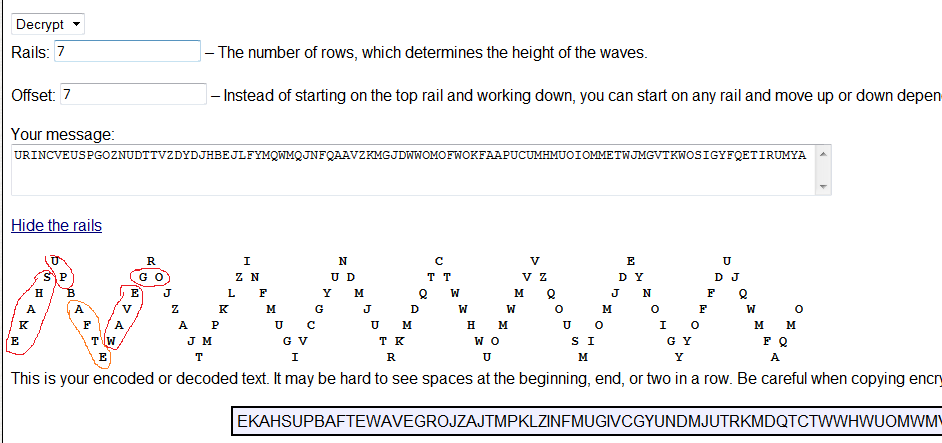 Decrypt
Rails: 7 – The number of rows, which determines the height of the waves.
Offset: 7 – Instead of starting on the top rail and working down, you can start on any rail and move up or down depen
Your message:
URINCVEUSPGOZNUDTTVZDYDJHBEJLFYMQWMQJNFQAAVZKMGJDWWOMOFWOKFAAPUCUMHMUOIOMMETWJMGVTKWOSIGYFQETIRUMYA
Hide the rails
U R I N C V E U
S P G O Z N U D T T V Z D Y D J
H B E J L F Y M Q W M Q J N F Q
A A V Z K M G J D W W O M O F W O
K F A A P U C U M H M U O I O M M
E T W J M G V T K W O S I G Y F Q
E T I R U M Y A
This is your encoded or decoded text. It may be hard to see spaces at the beginning, end, or two in a row. Be careful when copying encry
EKAHSUPBAFTEWAVEGROJZAJTMPKLZINFMUGIVCGYUNDMJUTRKMDQTCTWWHWUOMWMV